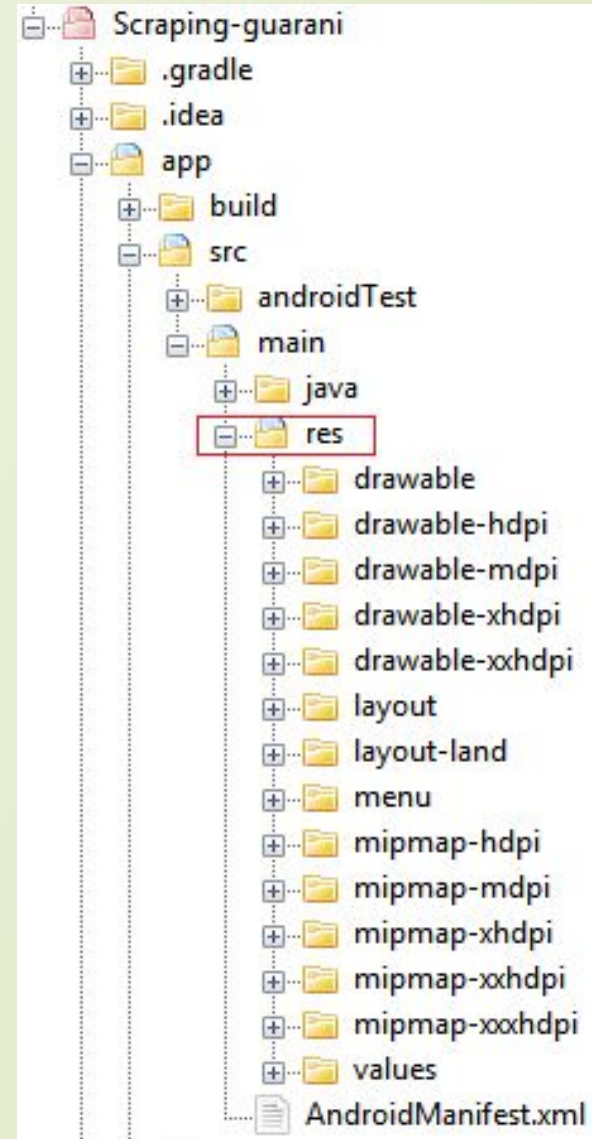 Scraping-guarani
.gradle
.idea
app
build
src
androidTest
main
java
res
drawable
drawable-hdpi
drawable-mdpi
drawable-xhdpi
drawable-xxhdpi
layout
layout-land
menu
mipmap-hdpi
mipmap-mdpi
mipmap-xhdpi
mipmap-xxhdpi
mipmap-xxxhdpi
values
AndroidManifest.xml